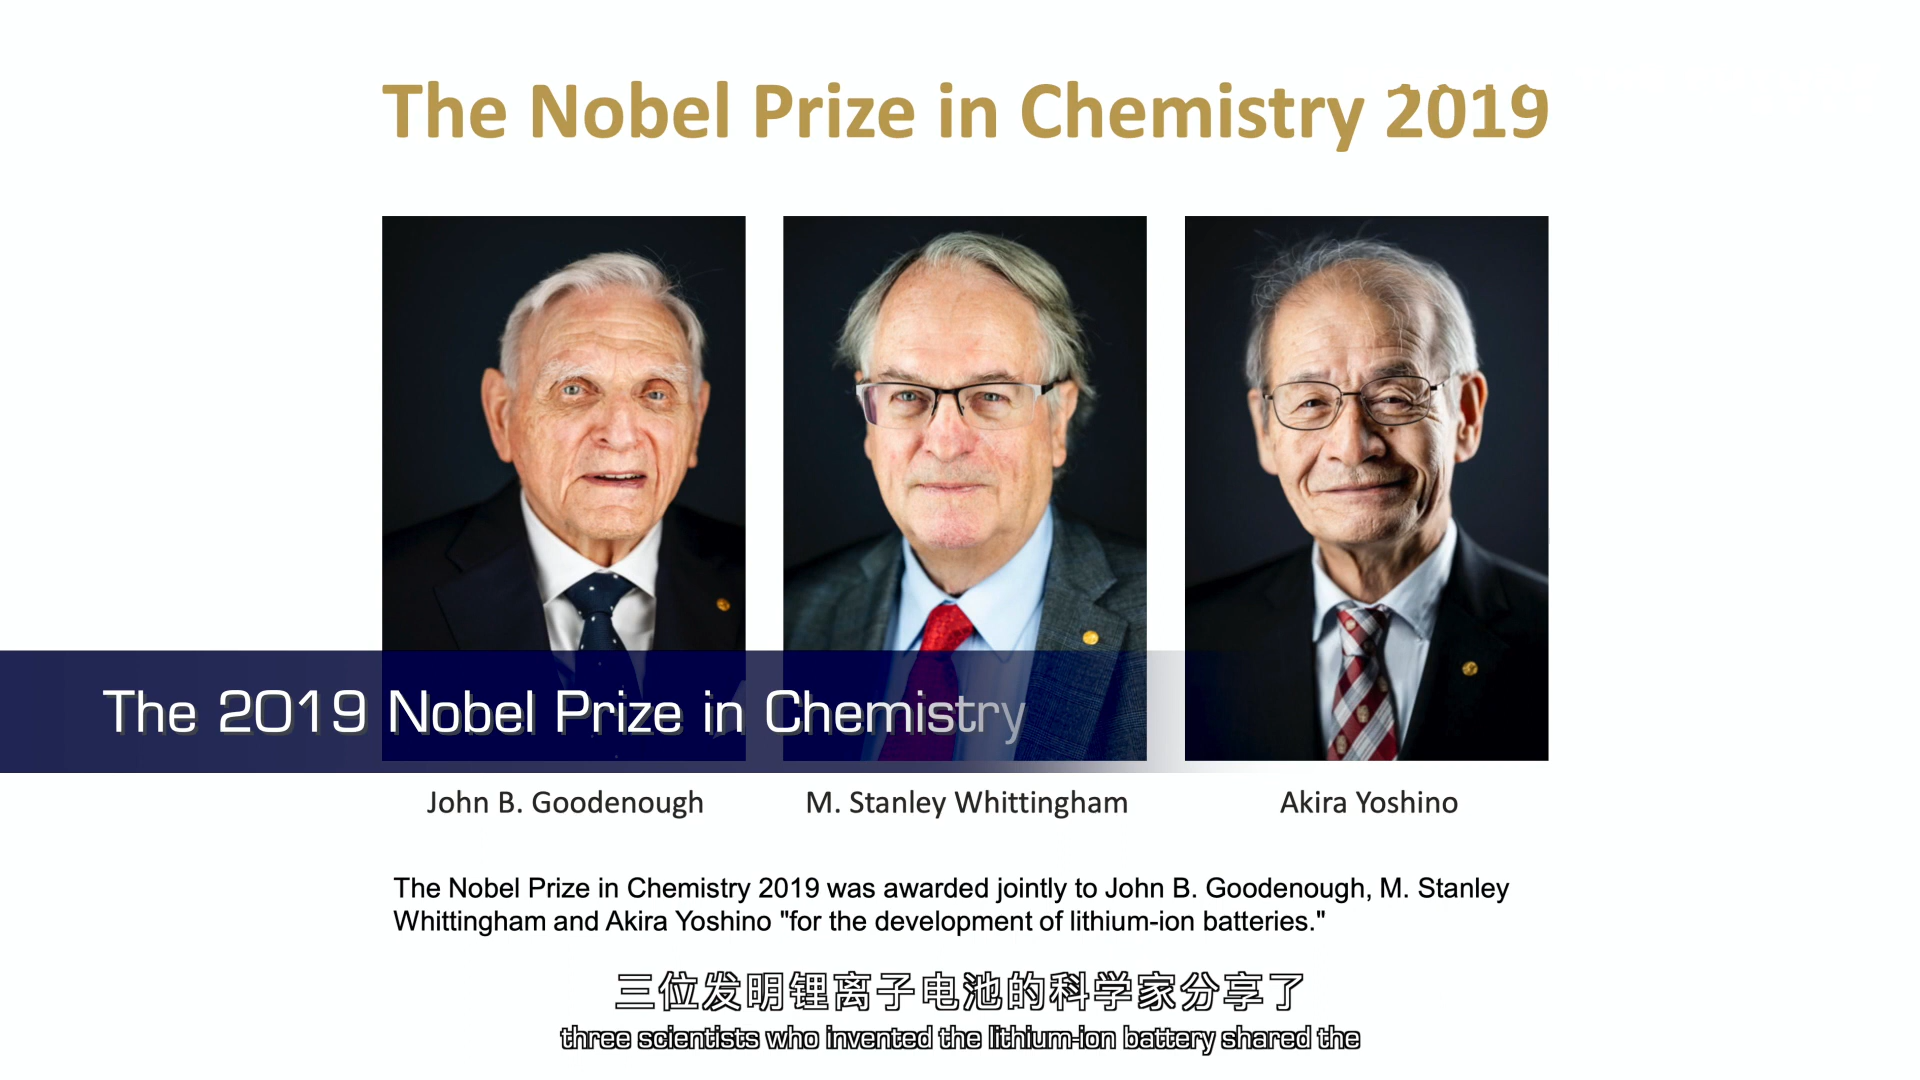 The Nobel Prize in Chemistry 2019
The 2019 Nobel Prize in Chemistry
John B. Goodenough
M. Stanley Whittingham
Akira Yoshino
The Nobel Prize in Chemistry 2019 was awarded jointly to John B. Goodenough, M. Stanley
Whittingham and Akira Yoshino "for the development of lithium-ion batteries."
三位发明锂离子电池的科学家分享了
three scientists who invented the lithium-ion battery shared the